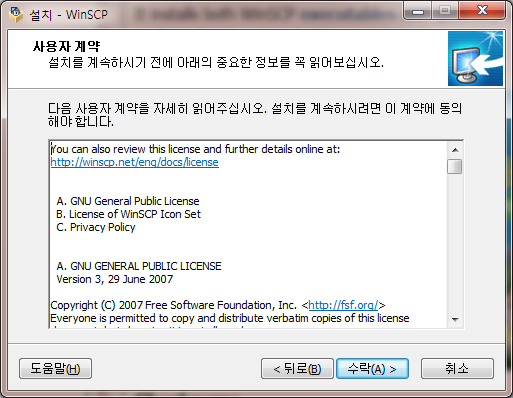 설치 - WinSCP
사용자 계약
설치를 계속하시기 전에 아래의 중요한 정보를 꼭 읽어보십시오.
다음 사용자 계약을 자세히 읽어주십시오. 설치를 계속하시려면 이 계약에 동의
해야 합니다.
You can also review this license and further details online at:
http://winscp.net/eng/docs/license
A. GNU General Public License
B. License of WinSCP Icon Set
C. Privacy Policy
A. GNU GENERAL PUBLIC LICENSE
Version 3, 29 June 2007
Copyright (C) 2007 Free Software Foundation, Inc. <http://fsf.org/>
Everyone is permitted to copy and distribute verbatim copies of this license
도움말(H)
< 뒤로(B)
수락(A) >
취소